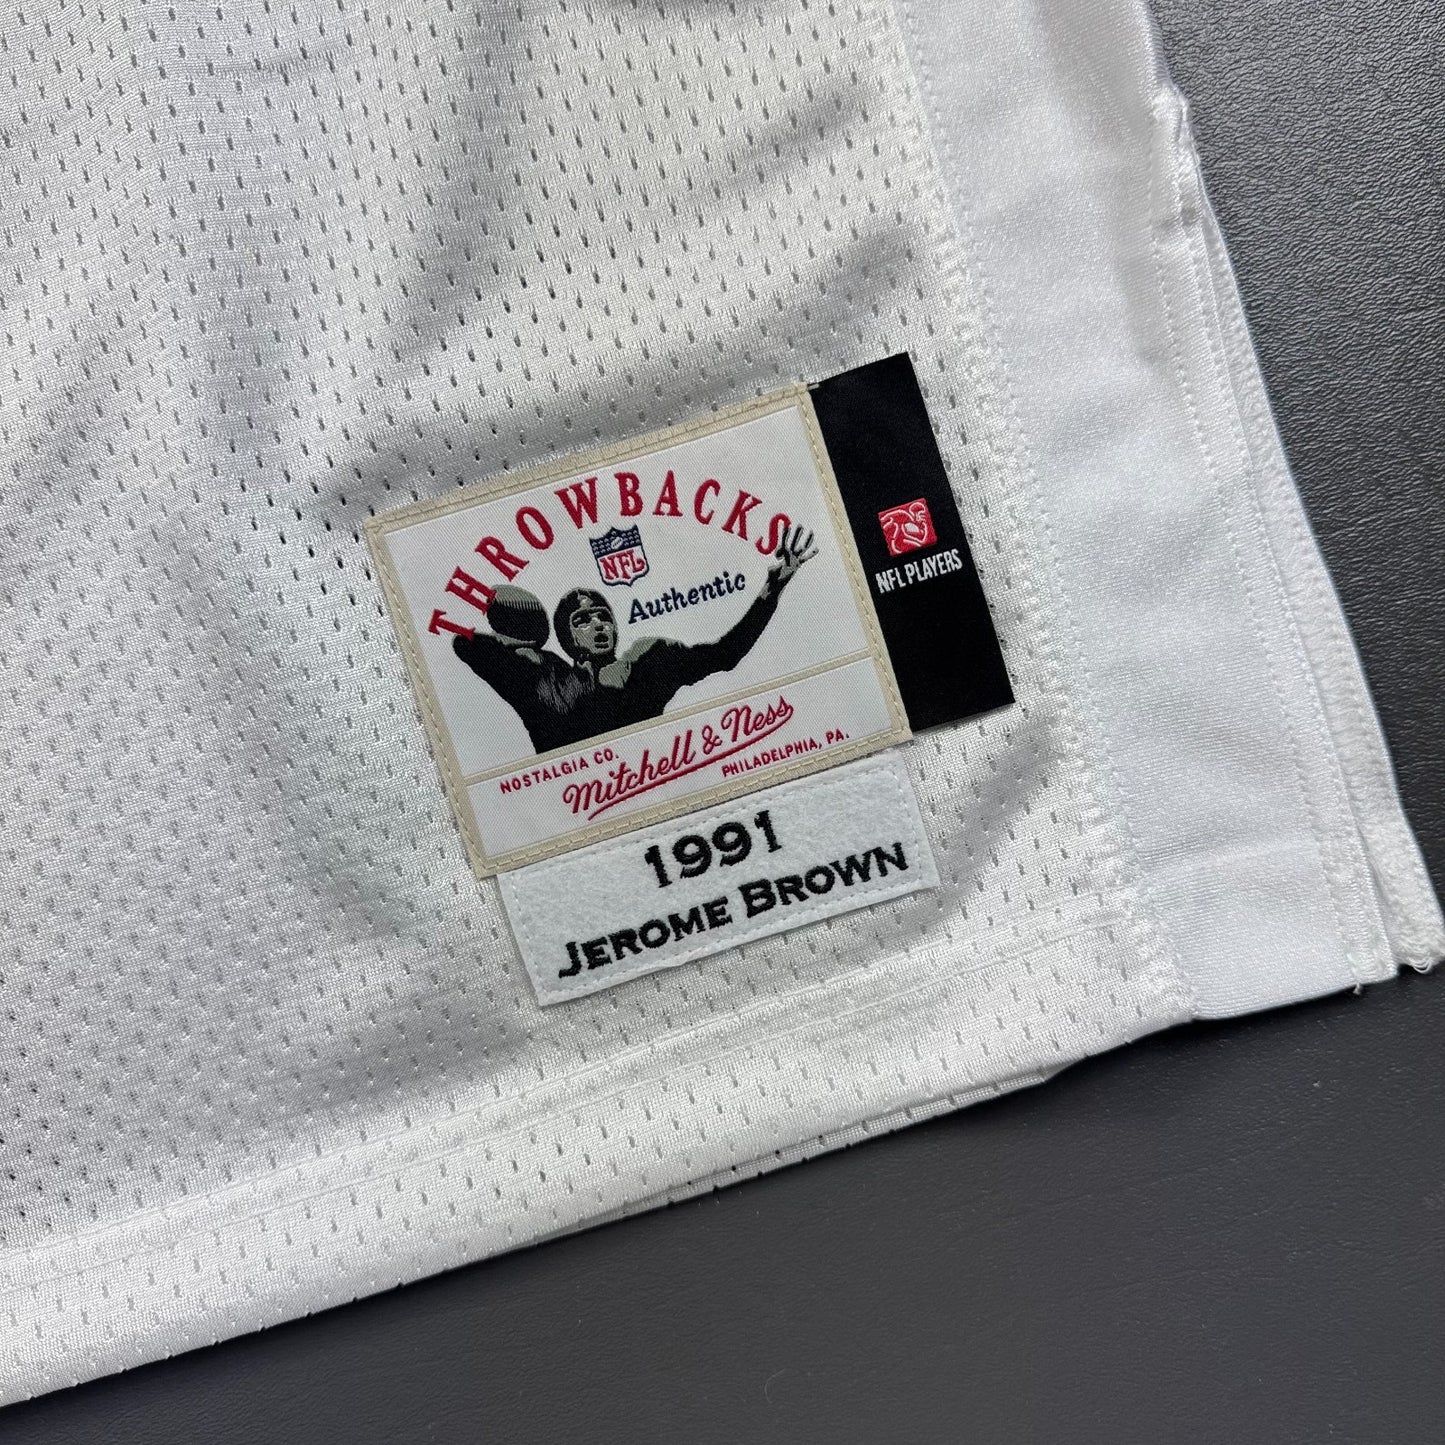 THROWBACKS
NFL
Authentic
NFL PLAYERS
NOSTALGIA CO.
Mitchell & Ness
PHILADELPHIA, PA.
1991
JEROME BROWN